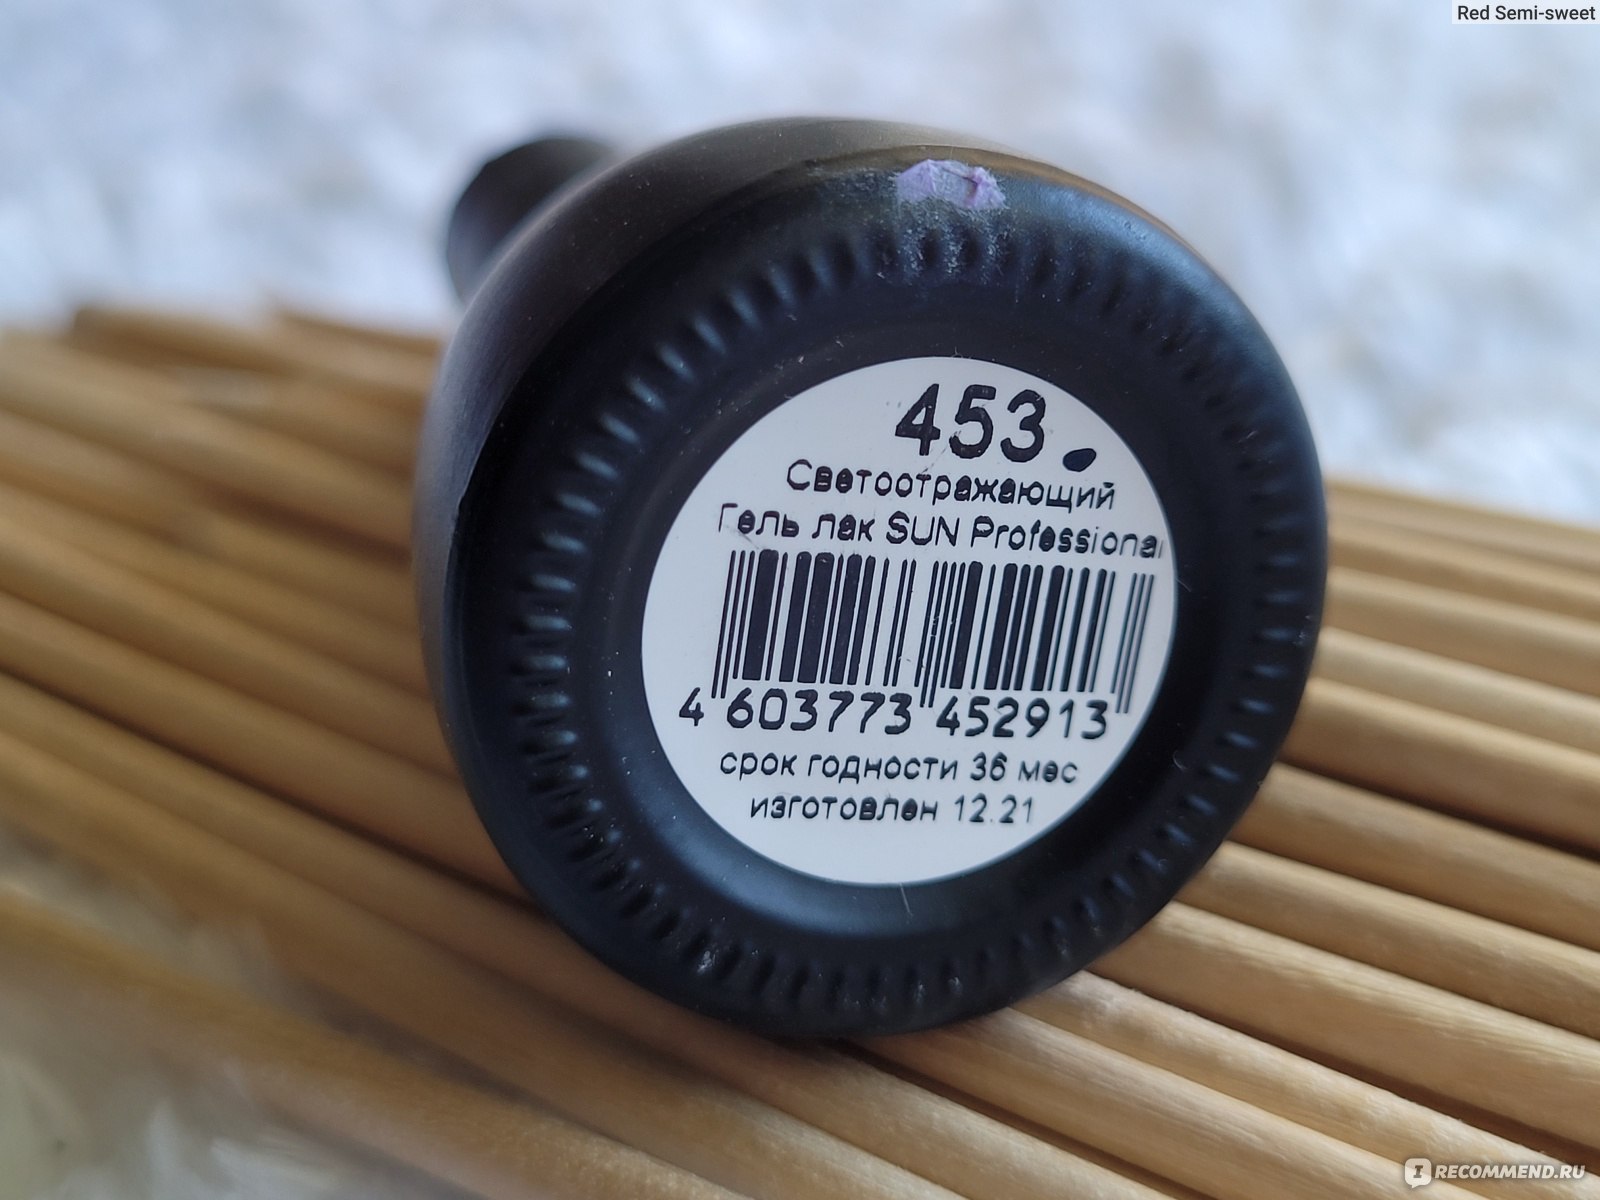 Red Semi-sweet
453.
Светоотражающий
Гель лак SUN Professional
4 603773 452913
срок годности 36 мес
изготовлен 12.21
IRECOMMEND.RU